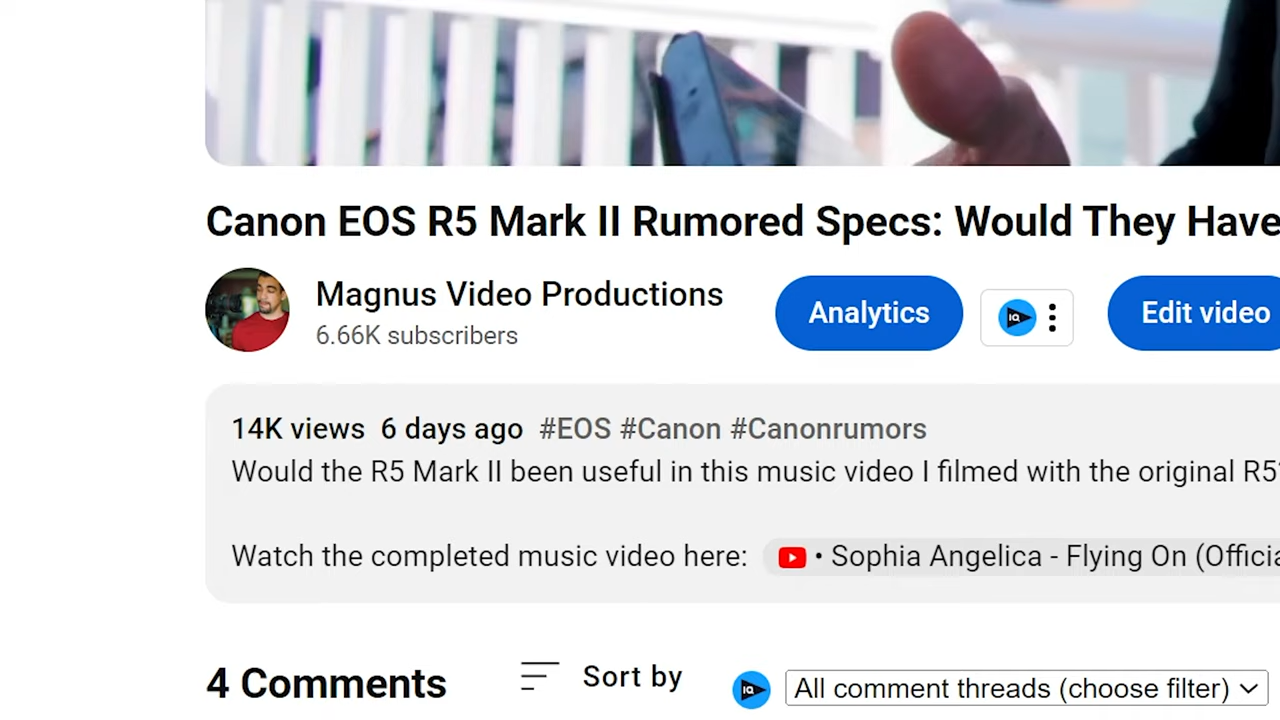 Canon EOS R5 Mark II Rumored Specs: Would They Have
Magnus Video Productions
6.66K subscribers
Analytics
IQ
Edit video
14K views 6 days ago #EOS #Canon #Canonrumors
Would the R5 Mark II been useful in this music video I filmed with the original R5?
Watch the completed music video here: • Sophia Angelica - Flying On (Officia
4 Comments
Sort by
IQ
All comment threads (choose filter)